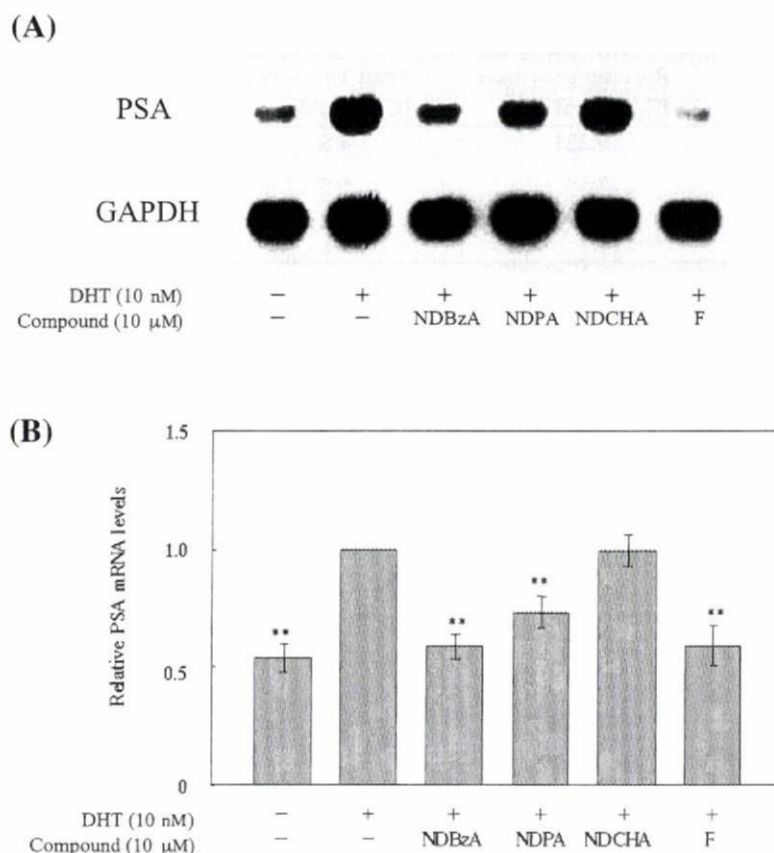 (A)
PSA
GAPDH
DHT (10 nM) − + + + + +
Compound (10 μM) − − NDBzA NDPA NDCHA F
(B)
1.5
1.0
0.5
0
Relative PSA mRNA levels
** ** ** **
DHT (10 nM) − + + + + +
Compound (10 μM) − − NDBzA NDPA NDCHA F